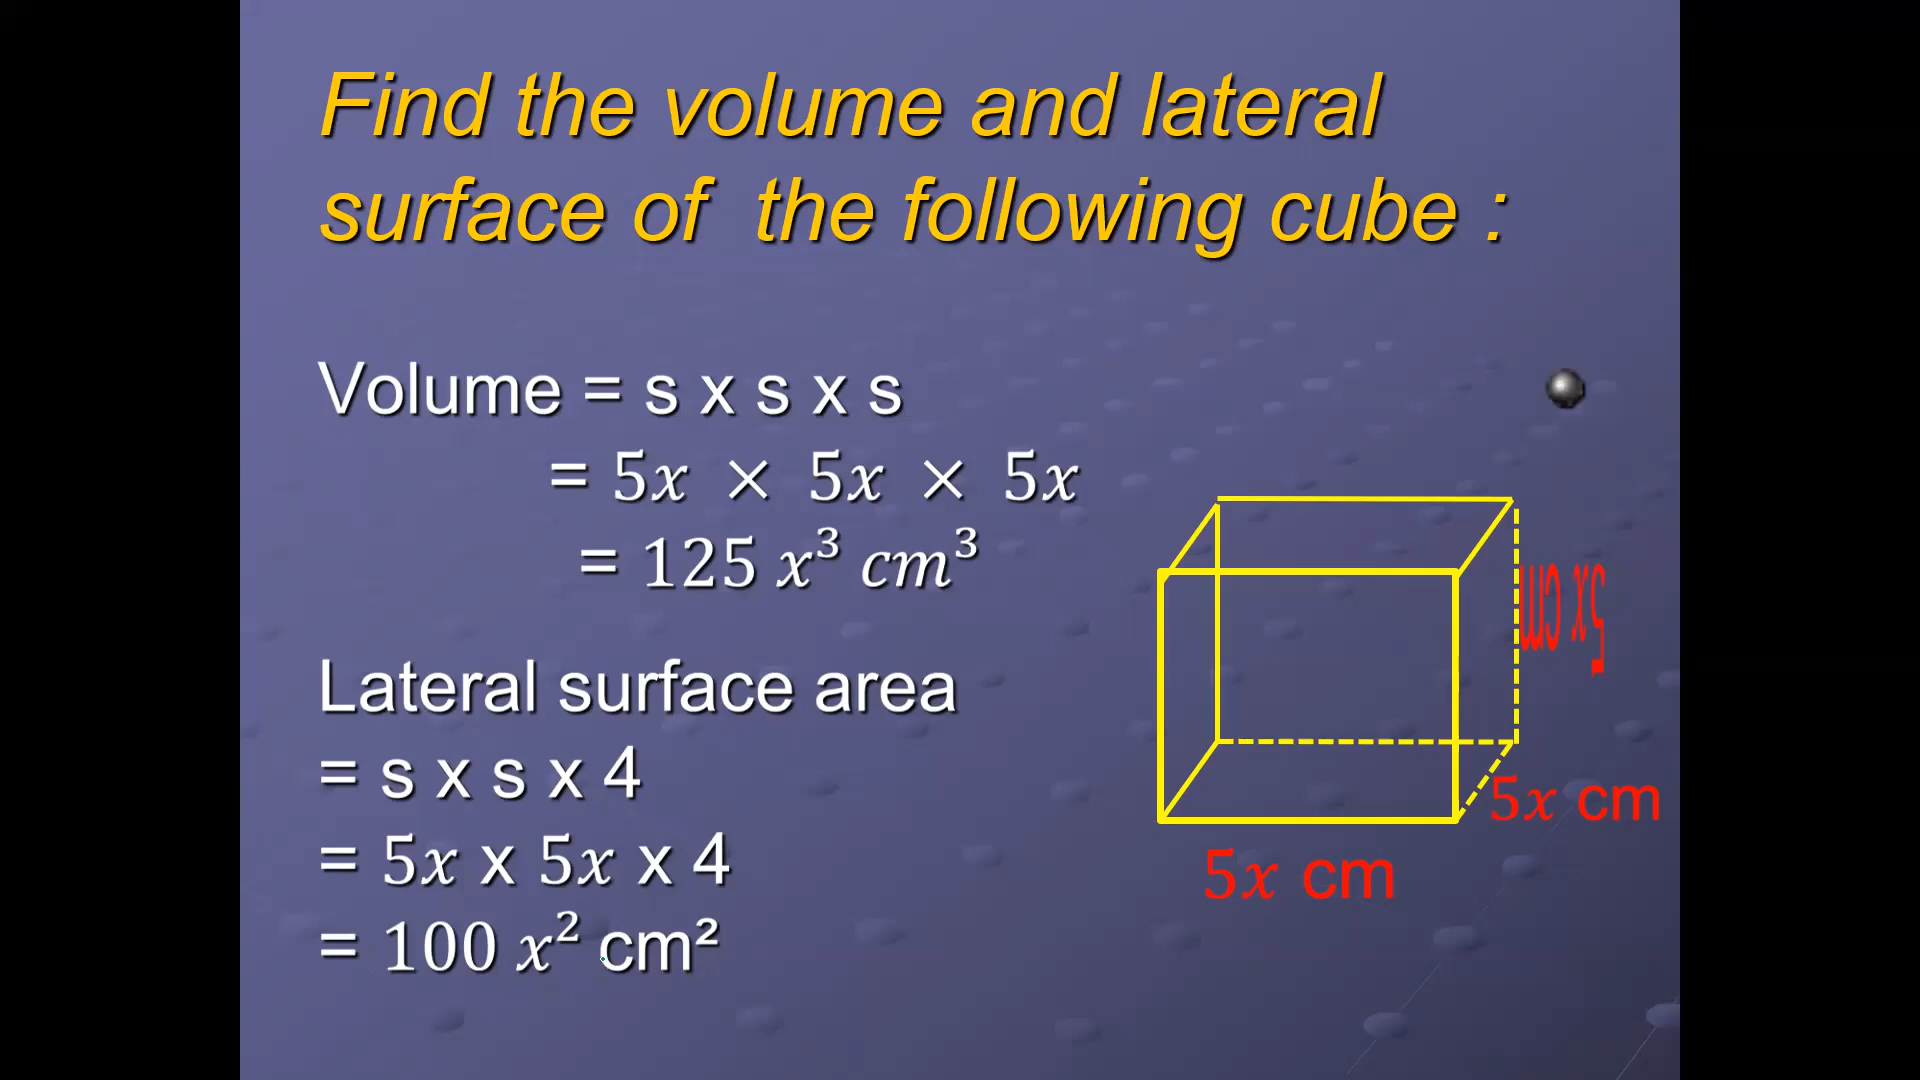 Find the volume and lateral
surface of the following cube :
Volume = s x s x s
= 5𝑥 × 5𝑥 × 5𝑥
= 125 𝑥³ 𝑐𝑚³
Lateral surface area
= s x s x 4
= 5𝑥 x 5𝑥 x 4
= 100 𝑥² cm²
5𝑥 cm
5𝑥 cm
5𝑥 cm